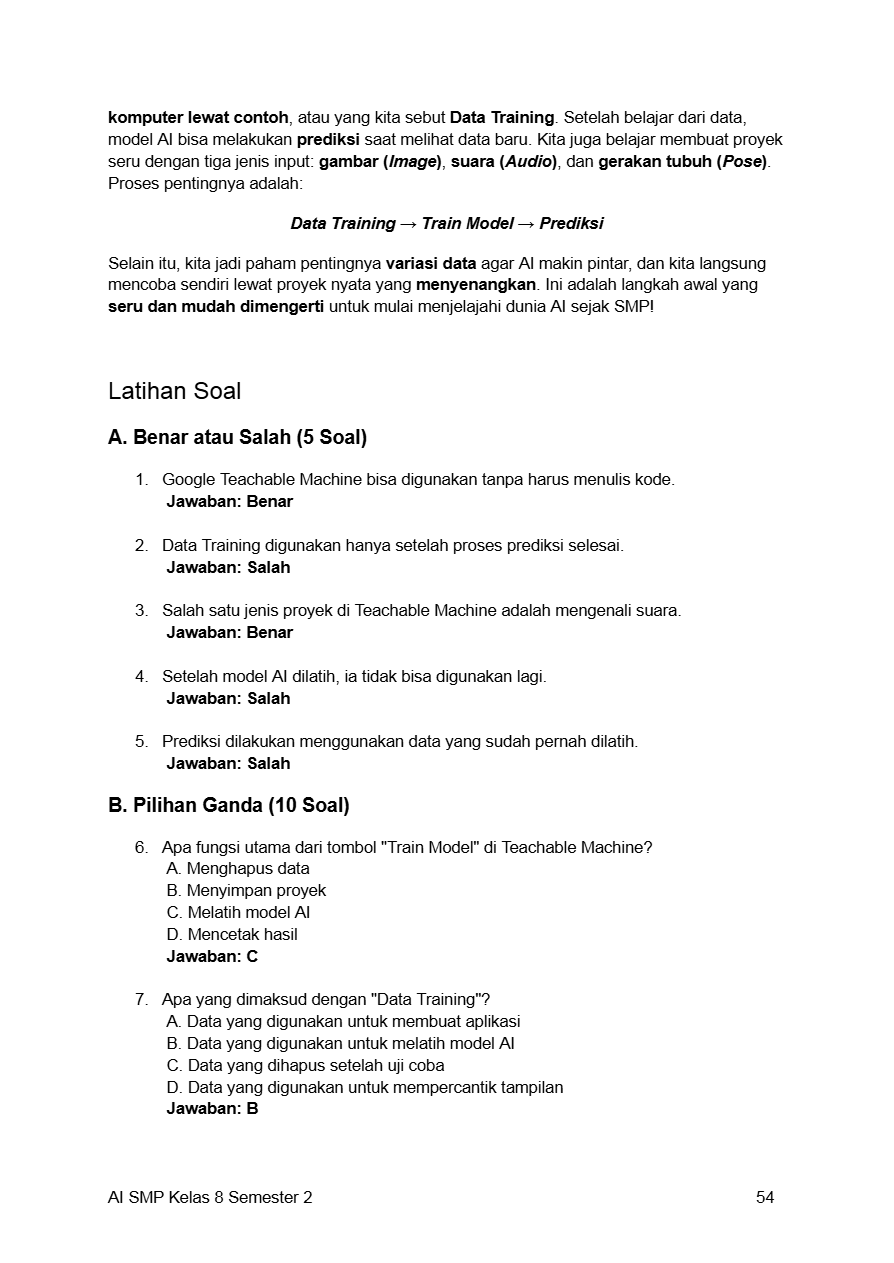 komputer lewat contoh, atau yang kita sebut Data Training. Setelah belajar dari data,
model AI bisa melakukan prediksi saat melihat data baru. Kita juga belajar membuat proyek
seru dengan tiga jenis input: gambar (Image), suara (Audio), dan gerakan tubuh (Pose).
Proses pentingnya adalah:
Data Training → Train Model → Prediksi
Selain itu, kita jadi paham pentingnya variasi data agar AI makin pintar, dan kita langsung
mencoba sendiri lewat proyek nyata yang menyenangkan. Ini adalah langkah awal yang
seru dan mudah dimengerti untuk mulai menjelajahi dunia AI sejak SMP!
Latihan Soal
A. Benar atau Salah (5 Soal)
1. Google Teachable Machine bisa digunakan tanpa harus menulis kode.
Jawaban: Benar
2. Data Training digunakan hanya setelah proses prediksi selesai.
Jawaban: Salah
3. Salah satu jenis proyek di Teachable Machine adalah mengenali suara.
Jawaban: Benar
4. Setelah model AI dilatih, ia tidak bisa digunakan lagi.
Jawaban: Salah
5. Prediksi dilakukan menggunakan data yang sudah pernah dilatih.
Jawaban: Salah
B. Pilihan Ganda (10 Soal)
6. Apa fungsi utama dari tombol "Train Model" di Teachable Machine?
A. Menghapus data
B. Menyimpan proyek
C. Melatih model AI
D. Mencetak hasil
Jawaban: C
7. Apa yang dimaksud dengan "Data Training"?
A. Data yang digunakan untuk membuat aplikasi
B. Data yang digunakan untuk melatih model AI
C. Data yang dihapus setelah uji coba
D. Data yang digunakan untuk mempercantik tampilan
Jawaban: B
AI SMP Kelas 8 Semester 2 54